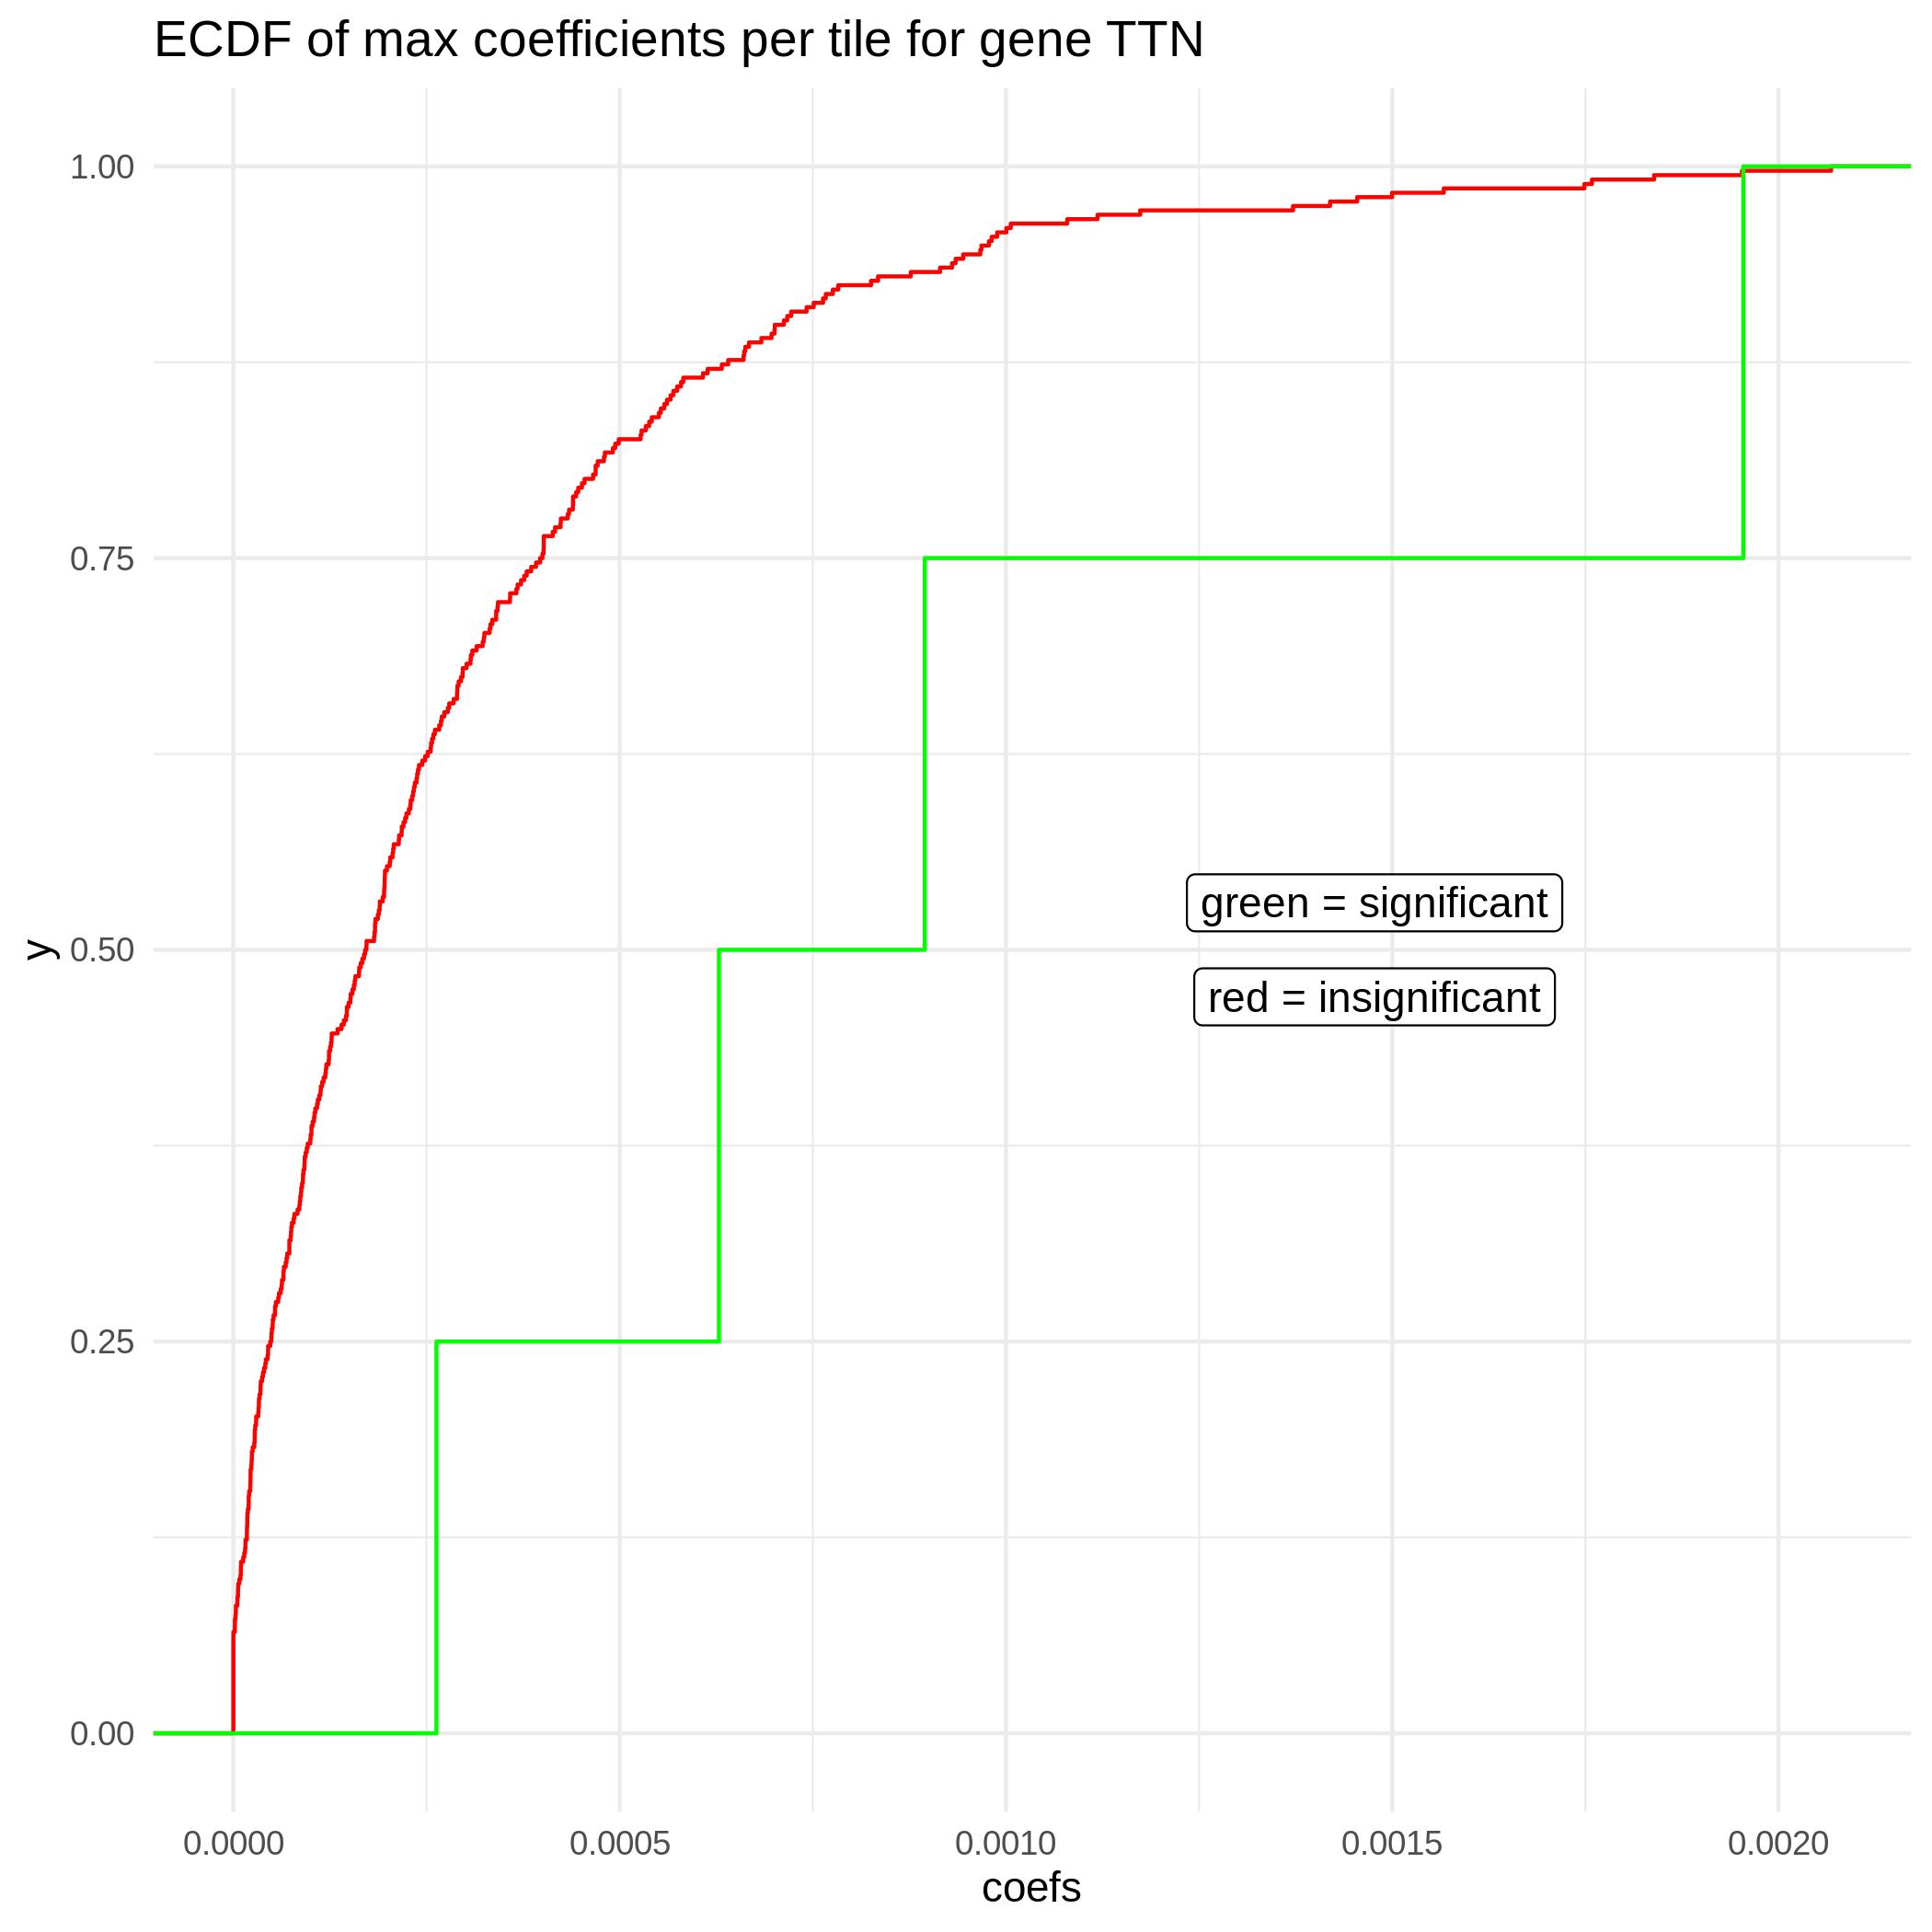 ECDF of max coefficients per tile for gene TTN
1.00
0.75
0.50
0.25
0.00
y
green = significant
red = insignificant
0.0000
0.0005
0.0010
0.0015
0.0020
coefs